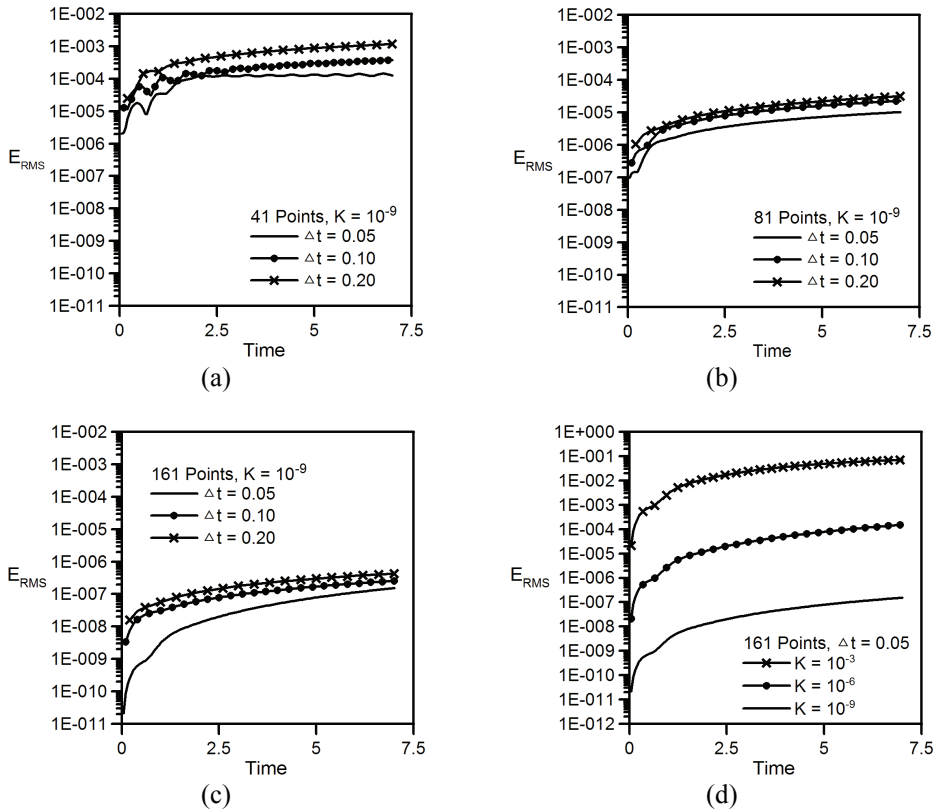 1E-002
1E-003
1E-004
1E-005
1E-006
1E-007
1E-008
1E-009
1E-010
1E-011
E_RMS
41 Points, K = 10^-9
△t = 0.05
△t = 0.10
△t = 0.20
0 2.5 5 7.5
Time
(a)
1E-002
1E-003
1E-004
1E-005
1E-006
1E-007
1E-008
1E-009
1E-010
1E-011
E_RMS
81 Points, K = 10^-9
△t = 0.05
△t = 0.10
△t = 0.20
0 2.5 5 7.5
Time
(b)
1E-002
1E-003
1E-004
1E-005
1E-006
1E-007
1E-008
1E-009
1E-010
1E-011
E_RMS
161 Points, K = 10^-9
△t = 0.05
△t = 0.10
△t = 0.20
0 2.5 5 7.5
Time
(c)
1E+000
1E-001
1E-002
1E-003
1E-004
1E-005
1E-006
1E-007
1E-008
1E-009
1E-010
1E-011
1E-012
E_RMS
161 Points, △t = 0.05
K = 10^-3
K = 10^-6
K = 10^-9
0 2.5 5 7.5
Time
(d)